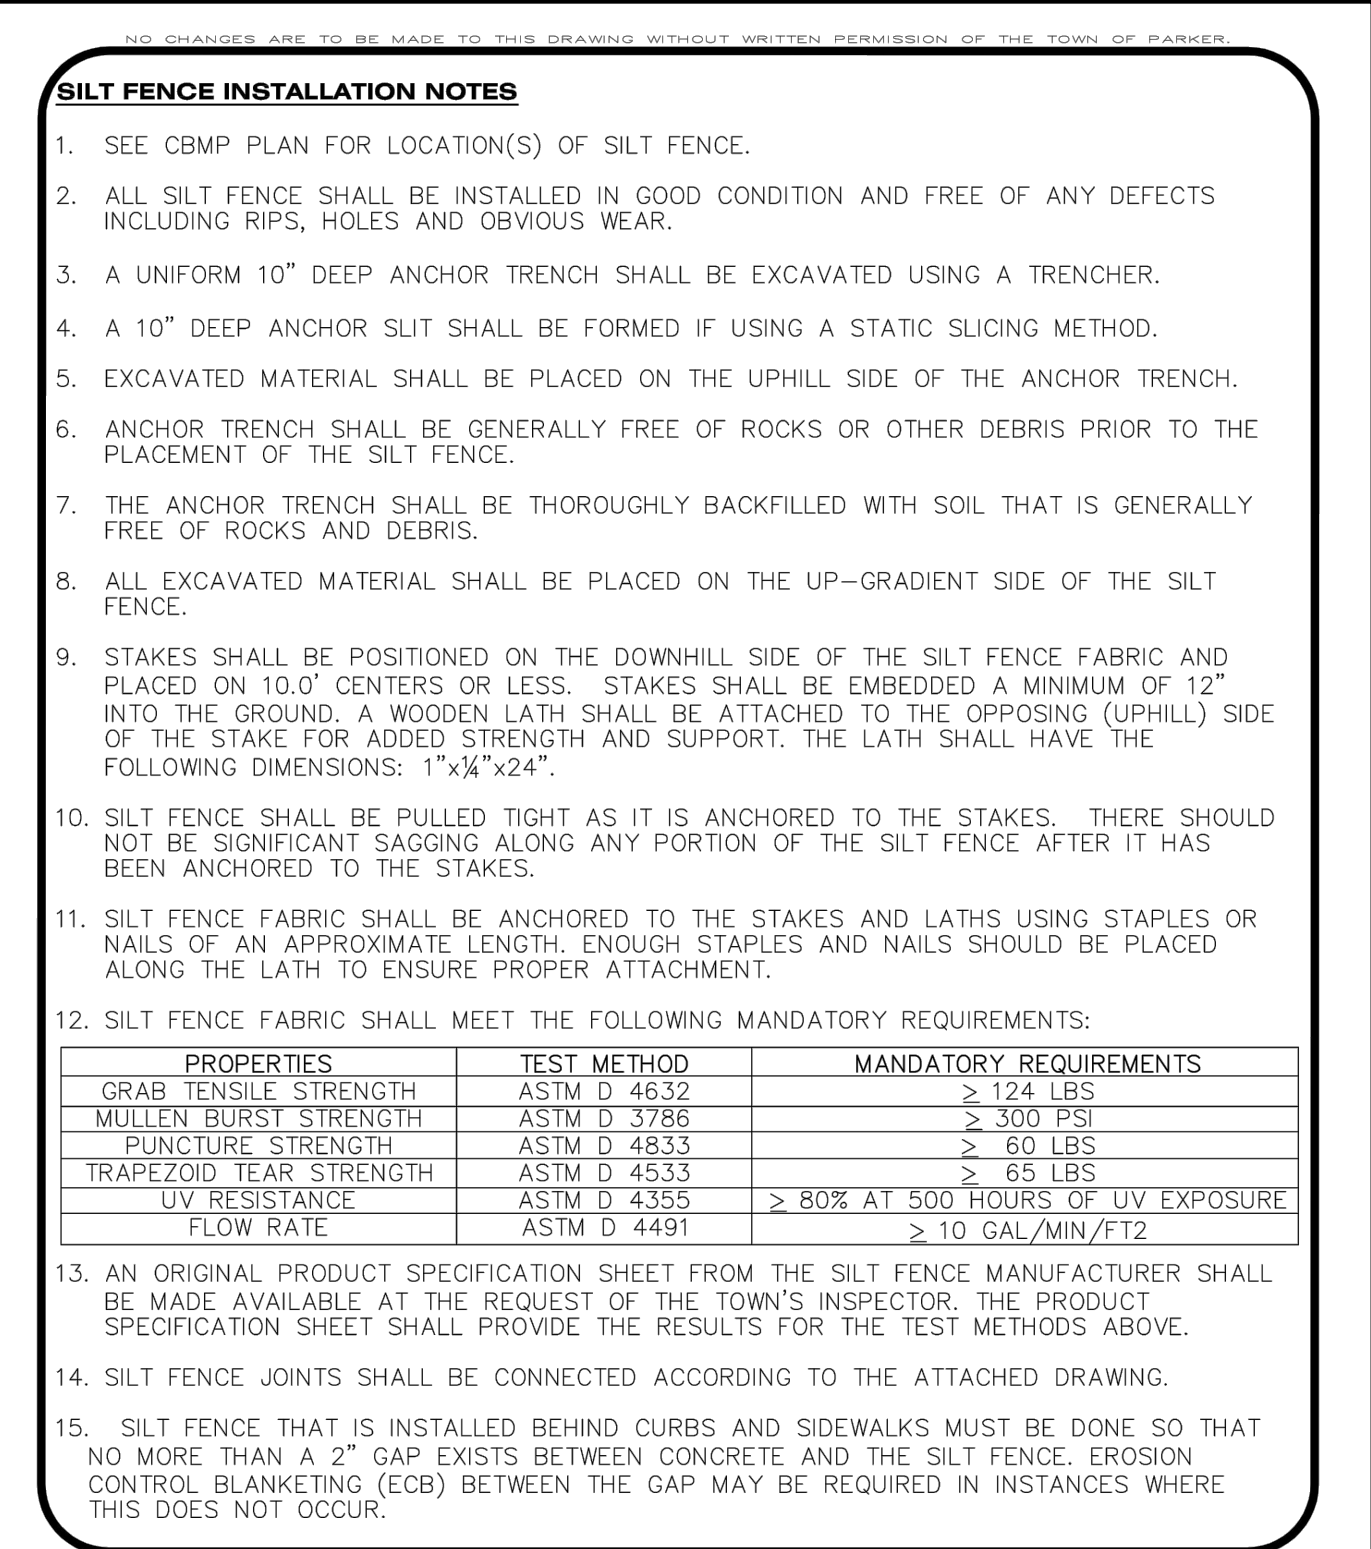 NO CHANGES ARE TO BE MADE TO THIS DRAWING WITHOUT WRITTEN PERMISSION OF THE TOWN OF PARKER.
SILT FENCE INSTALLATION NOTES
1. SEE CBMP PLAN FOR LOCATION(S) OF SILT FENCE.
2. ALL SILT FENCE SHALL BE INSTALLED IN GOOD CONDITION AND FREE OF ANY DEFECTS
INCLUDING RIPS, HOLES AND OBVIOUS WEAR.
3. A UNIFORM 10” DEEP ANCHOR TRENCH SHALL BE EXCAVATED USING A TRENCHER.
4. A 10” DEEP ANCHOR SLIT SHALL BE FORMED IF USING A STATIC SLICING METHOD.
5. EXCAVATED MATERIAL SHALL BE PLACED ON THE UPHILL SIDE OF THE ANCHOR TRENCH.
6. ANCHOR TRENCH SHALL BE GENERALLY FREE OF ROCKS OR OTHER DEBRIS PRIOR TO THE
PLACEMENT OF THE SILT FENCE.
7. THE ANCHOR TRENCH SHALL BE THOROUGHLY BACKFILLED WITH SOIL THAT IS GENERALLY
FREE OF ROCKS AND DEBRIS.
8. ALL EXCAVATED MATERIAL SHALL BE PLACED ON THE UP–GRADIENT SIDE OF THE SILT
FENCE.
9. STAKES SHALL BE POSITIONED ON THE DOWNHILL SIDE OF THE SILT FENCE FABRIC AND
PLACED ON 10.0' CENTERS OR LESS. STAKES SHALL BE EMBEDDED A MINIMUM OF 12”
INTO THE GROUND. A WOODEN LATH SHALL BE ATTACHED TO THE OPPOSING (UPHILL) SIDE
OF THE STAKE FOR ADDED STRENGTH AND SUPPORT. THE LATH SHALL HAVE THE
FOLLOWING DIMENSIONS: 1”x¼”x24”.
10. SILT FENCE SHALL BE PULLED TIGHT AS IT IS ANCHORED TO THE STAKES. THERE SHOULD
NOT BE SIGNIFICANT SAGGING ALONG ANY PORTION OF THE SILT FENCE AFTER IT HAS
BEEN ANCHORED TO THE STAKES.
11. SILT FENCE FABRIC SHALL BE ANCHORED TO THE STAKES AND LATHS USING STAPLES OR
NAILS OF AN APPROXIMATE LENGTH. ENOUGH STAPLES AND NAILS SHOULD BE PLACED
ALONG THE LATH TO ENSURE PROPER ATTACHMENT.
12. SILT FENCE FABRIC SHALL MEET THE FOLLOWING MANDATORY REQUIREMENTS:
PROPERTIES TEST METHOD MANDATORY REQUIREMENTS
GRAB TENSILE STRENGTH ASTM D 4632 ≥ 124 LBS
MULLEN BURST STRENGTH ASTM D 3786 ≥ 300 PSI
PUNCTURE STRENGTH ASTM D 4833 ≥ 60 LBS
TRAPEZOID TEAR STRENGTH ASTM D 4533 ≥ 65 LBS
UV RESISTANCE ASTM D 4355 ≥ 80% AT 500 HOURS OF UV EXPOSURE
FLOW RATE ASTM D 4491 ≥ 10 GAL/MIN/FT2
13. AN ORIGINAL PRODUCT SPECIFICATION SHEET FROM THE SILT FENCE MANUFACTURER SHALL
BE MADE AVAILABLE AT THE REQUEST OF THE TOWN'S INSPECTOR. THE PRODUCT
SPECIFICATION SHEET SHALL PROVIDE THE RESULTS FOR THE TEST METHODS ABOVE.
14. SILT FENCE JOINTS SHALL BE CONNECTED ACCORDING TO THE ATTACHED DRAWING.
15. SILT FENCE THAT IS INSTALLED BEHIND CURBS AND SIDEWALKS MUST BE DONE SO THAT
NO MORE THAN A 2” GAP EXISTS BETWEEN CONCRETE AND THE SILT FENCE. EROSION
CONTROL BLANKETING (ECB) BETWEEN THE GAP MAY BE REQUIRED IN INSTANCES WHERE
THIS DOES NOT OCCUR.